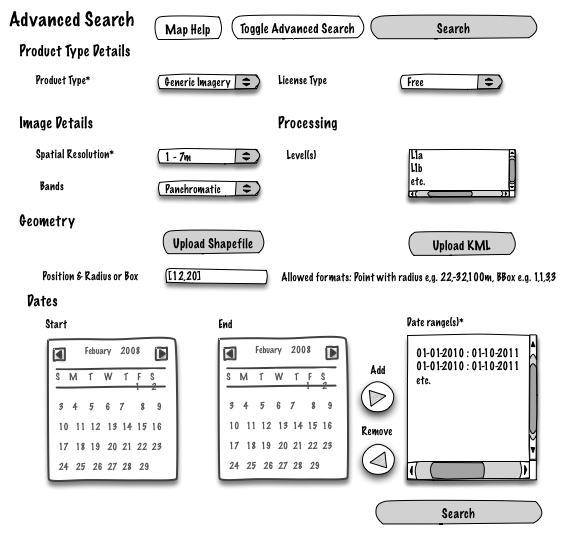 Advanced Search
Map Help
Toggle Advanced Search
Search
Product Type Details
Product Type*
Generic Imagery
License Type
Free
Image Details
Processing
Spatial Resolution*
1 - 7m
Level(s)
L1a
L1b
etc.
Bands
Panchromatic
Geometry
Upload Shapefile
Upload KML
Position & Radius or Box
[12,20]
Allowed formats: Point with radius e,g. 22,-32,100m, BBox e.g. 1,1,3,3
Dates
Start
End
Date range(s)*
Febuary 2008
S M T W T F S
1 2
3 4 5 6 7 8 9
10 11 12 13 14 15 16
17 18 19 20 21 22 23
24 25 26 27 28 29
Febuary 2008
S M T W T F S
1 2
3 4 5 6 7 8 9
10 11 12 13 14 15 16
17 18 19 20 21 22 23
24 25 26 27 28 29
Add
Remove
01-01-2010 : 01-10-2011
01-01-2010 : 01-10-2011
etc.
Search